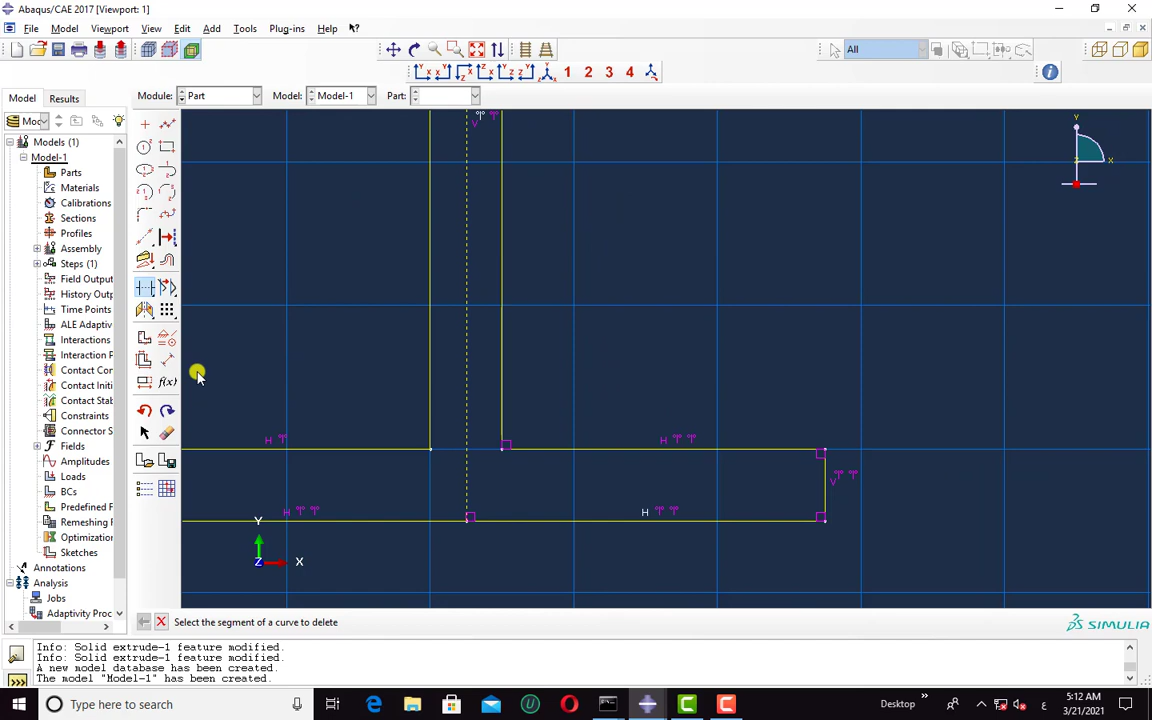 Abaqus/CAE 2017 [Viewport: 1]
File Model Viewport View Edit Add Tools Plug-ins Help
All
1 2 3 4
Model Results
Module: Part Model: Model-1 Part:
Models (1)
Model-1
Parts
Materials
Calibrations
Sections
Profiles
Assembly
Steps (1)
Field Output
History Outp
Time Points
ALE Adaptiv
Interactions
Interaction P
Contact Con
Contact Initi
Contact Stab
Constraints
Connector S
Fields
Amplitudes
Loads
BCs
Predefined F
Remeshing R
Optimization
Sketches
Annotations
Analysis
Jobs
Adaptivity Proc
f(x)
V
Y
X
H
H
V
H
H
Y
Z X
Select the segment of a curve to delete
SIMULIA
Info: Solid extrude-1 feature modified.
Info: Solid extrude-1 feature modified.
A new model database has been created.
The model "Model-1" has been created.
Type here to search
Desktop
5:12 AM
3/21/2021